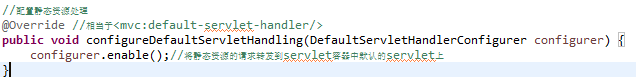 //配置静态资源处理
@Override //相当于<mvc:default-servlet-handler/>
public void configureDefaultServletHandling(DefaultServletHandlerConfigurer configurer) {
configurer.enable();//将静态资源的请求转发到servlet容器中默认的servlet上
}